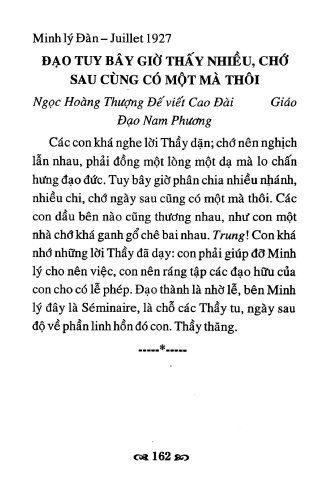 Minh lý Đàn – Juillet 1927
ĐẠO TUY BÂY GIỜ THẤY NHIỀU, CHỚ
SAU CÙNG CÓ MỘT MÀ THÔI
Ngọc Hoàng Thượng Đế viết Cao Đài Giáo
Đạo Nam Phương
Các con khá nghe lời Thầy dặn; chớ nên nghịch
lẫn nhau, phải đồng một lòng một dạ mà lo chấn
hưng đạo đức. Tuy bây giờ phân chia nhiều nhánh,
nhiều chi, chớ ngày sau cũng có một mà thôi. Các
con dầu bên nào cũng thương nhau, như con một
nhà chớ khá ganh gổ chê bai nhau. Trung! Con khá
nhớ những lời Thầy đã dạy: con phải giúp đỡ Minh
lý cho nên việc, con nên ráng tập các đạo hữu của
con cho có lễ phép. Đạo thành là nhờ lễ, bên Minh
lý đây là Séminaire, là chỗ các Thầy tu, ngày sau
độ về phần linh hồn đó con. Thầy thăng.
-----*-----
162